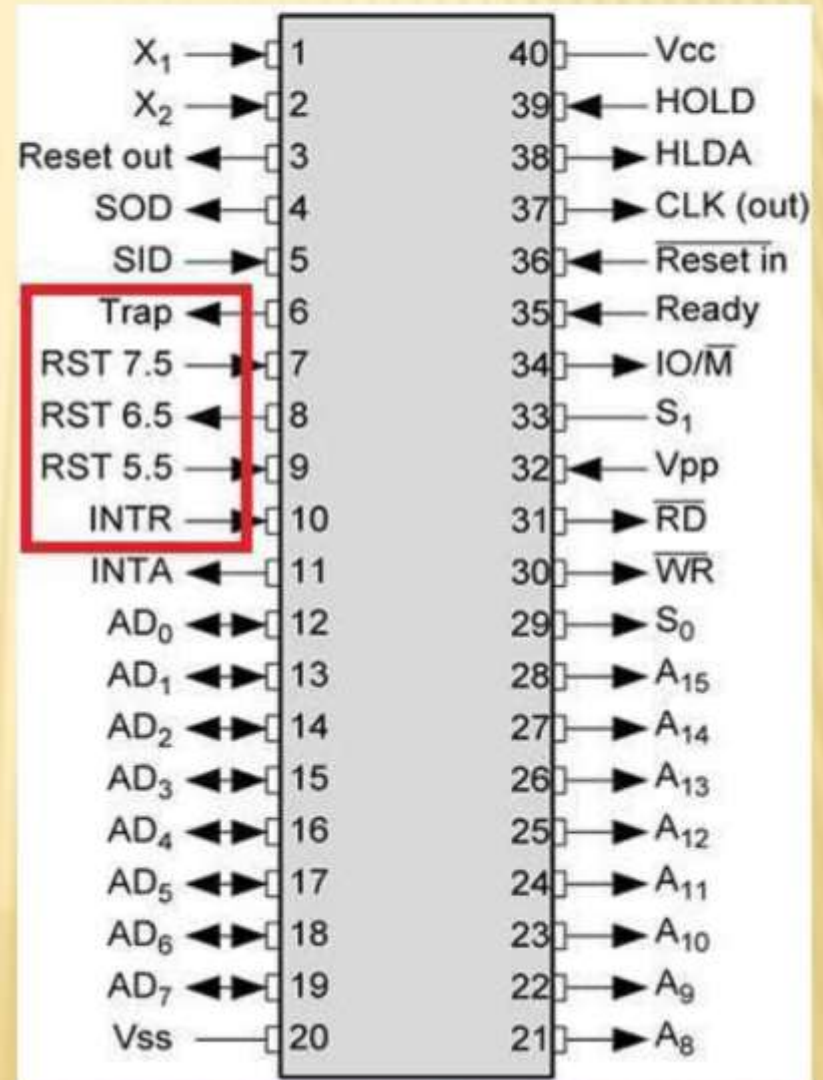 X₁ 1 40 Vcc
X₂ 2 39 HOLD
Reset out 3 38 HLDA
SOD 4 37 CLK (out)
SID 5 36 R̅e̅s̅e̅t̅ i̅n̅
Trap 6 35 Ready
RST 7.5 7 34 IO/M̅
RST 6.5 8 33 S₁
RST 5.5 9 32 Vpp
INTR 10 31 R̅D̅
INTA 11 30 W̅R̅
AD₀ 12 29 S₀
AD₁ 13 28 A₁₅
AD₂ 14 27 A₁₄
AD₃ 15 26 A₁₃
AD₄ 16 25 A₁₂
AD₅ 17 24 A₁₁
AD₆ 18 23 A₁₀
AD₇ 19 22 A₉
Vss 20 21 A₈